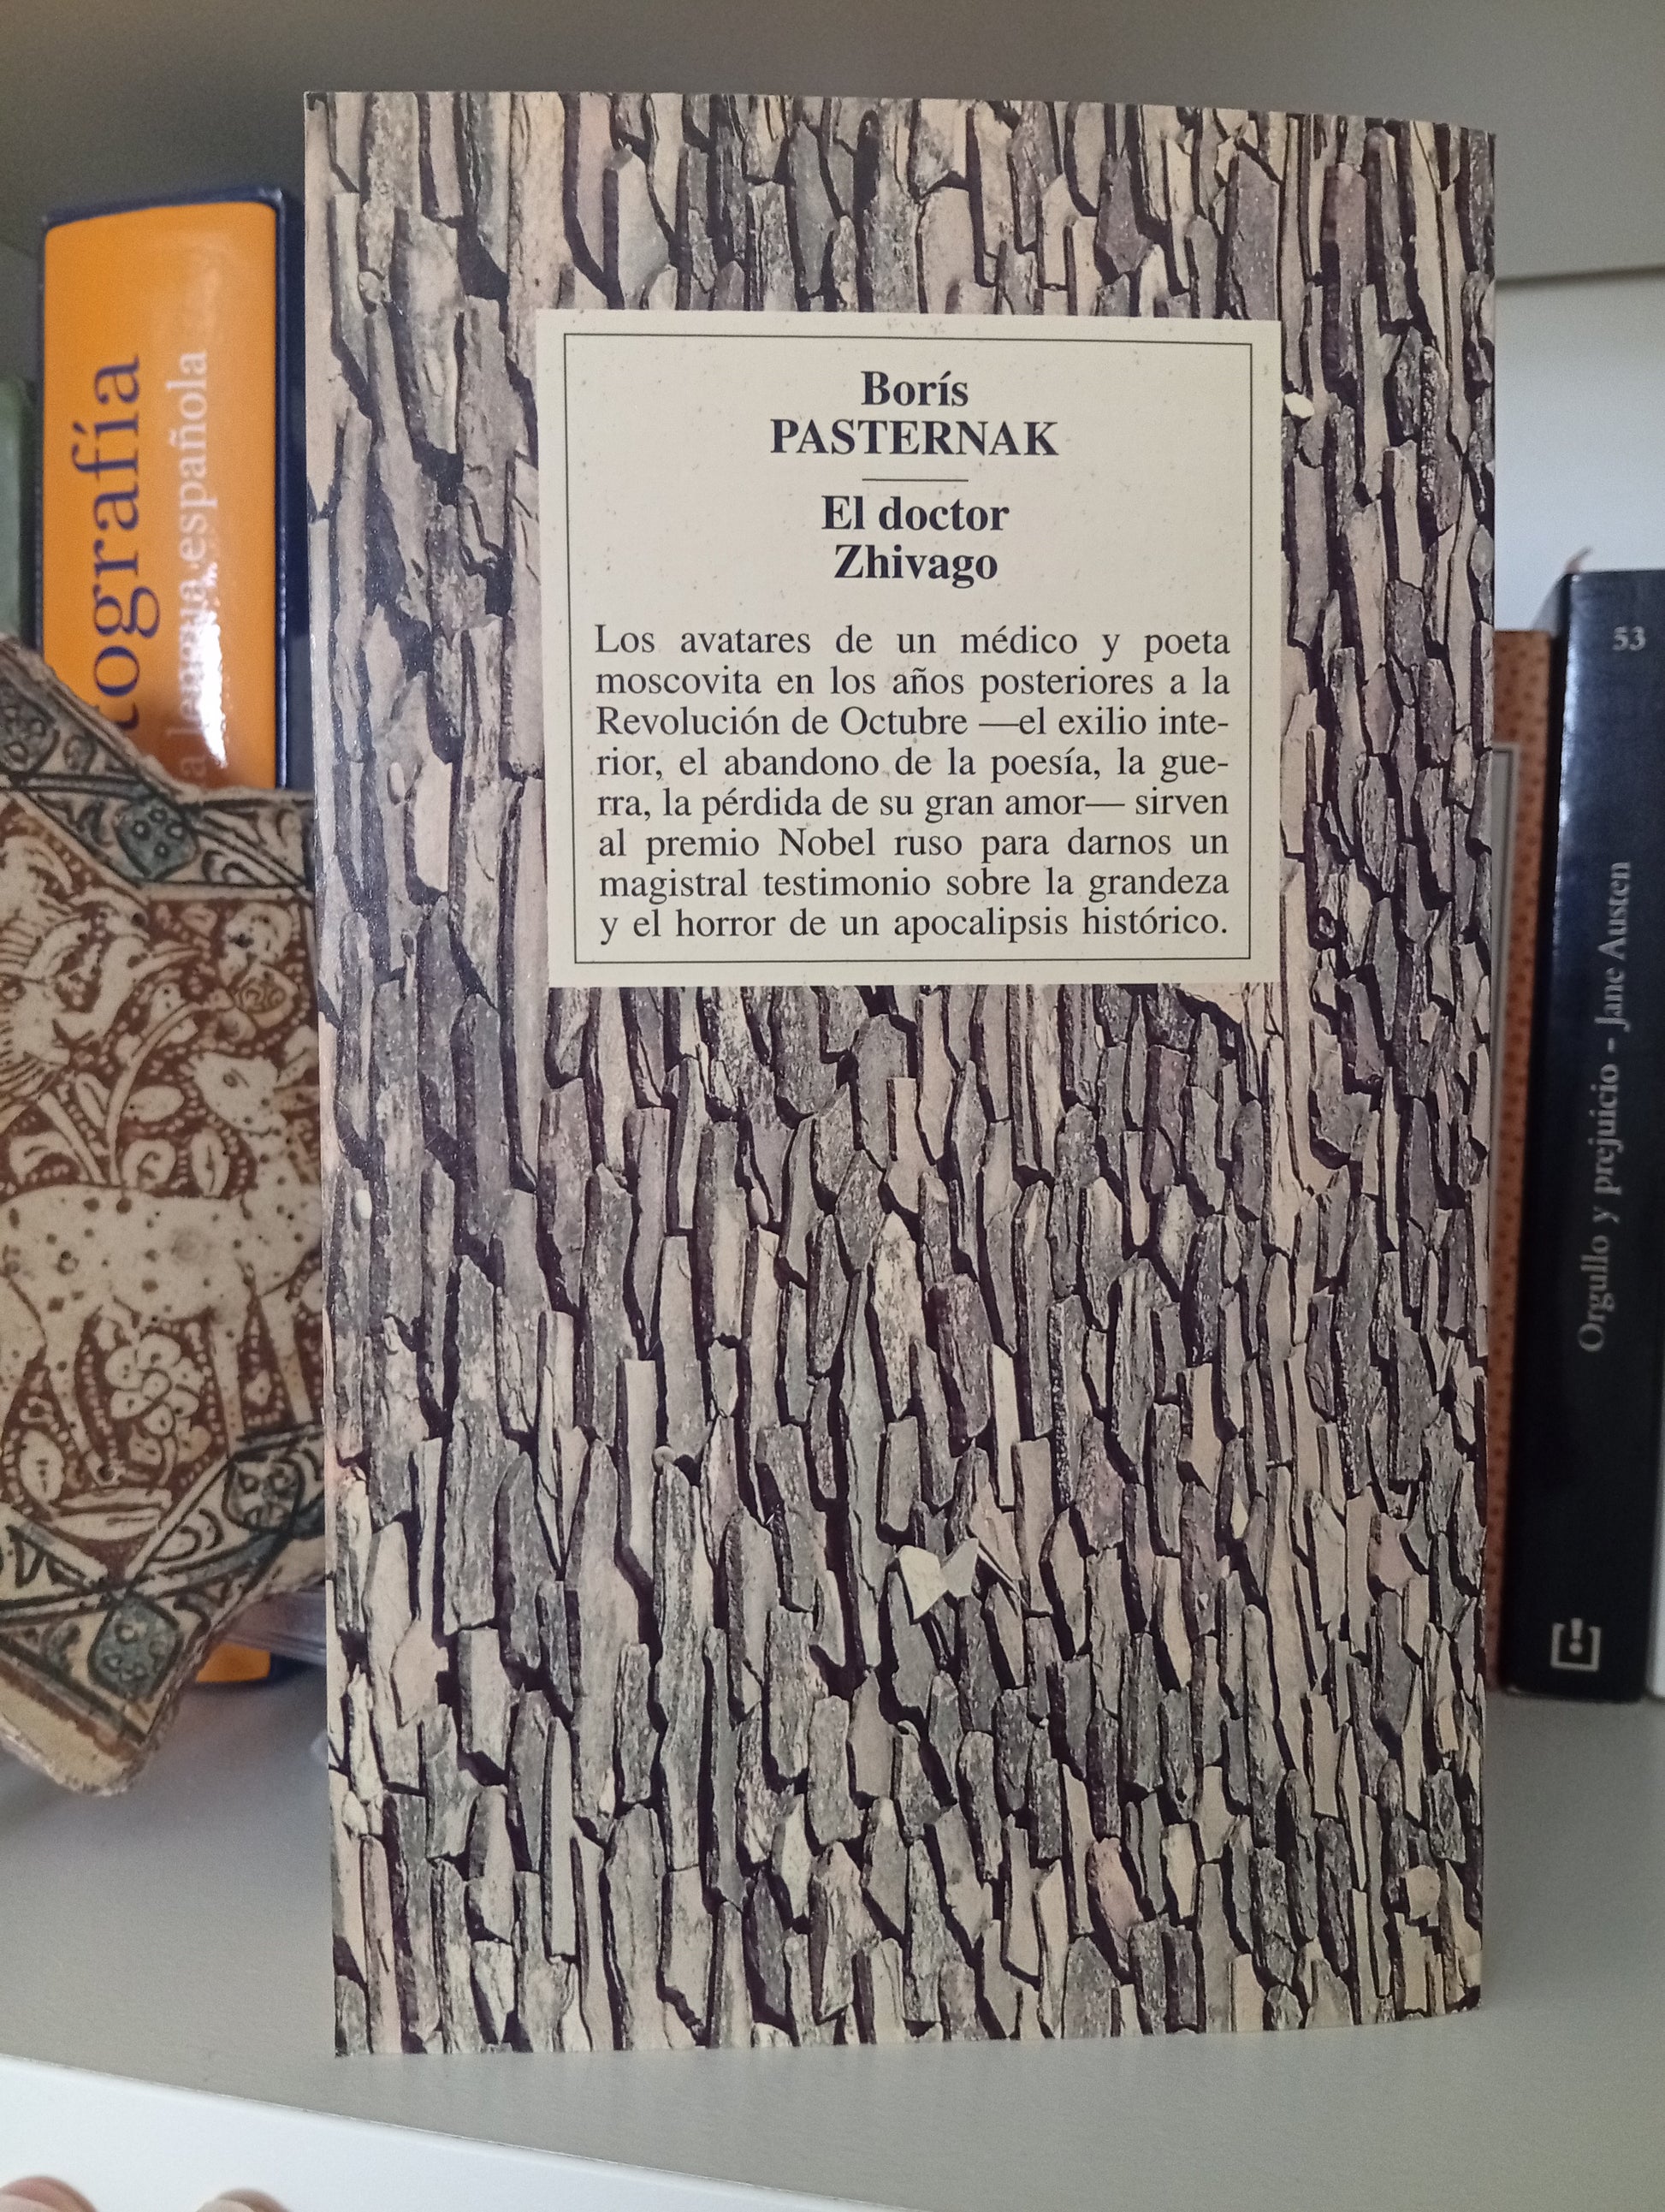 Borís
PASTERNAK
El doctor
Zhivago
Los avatares de un médico y poeta
moscovita en los años posteriores a la
Revolución de Octubre —el exilio inte-
rior, el abandono de la poesía, la gue-
rra, la pérdida de su gran amor— sirven
al premio Nobel ruso para darnos un
magistral testimonio sobre la grandeza
y el horror de un apocalipsis histórico.
tografía
a lengua española
53
Orgullo y prejuicio - Jane Austen